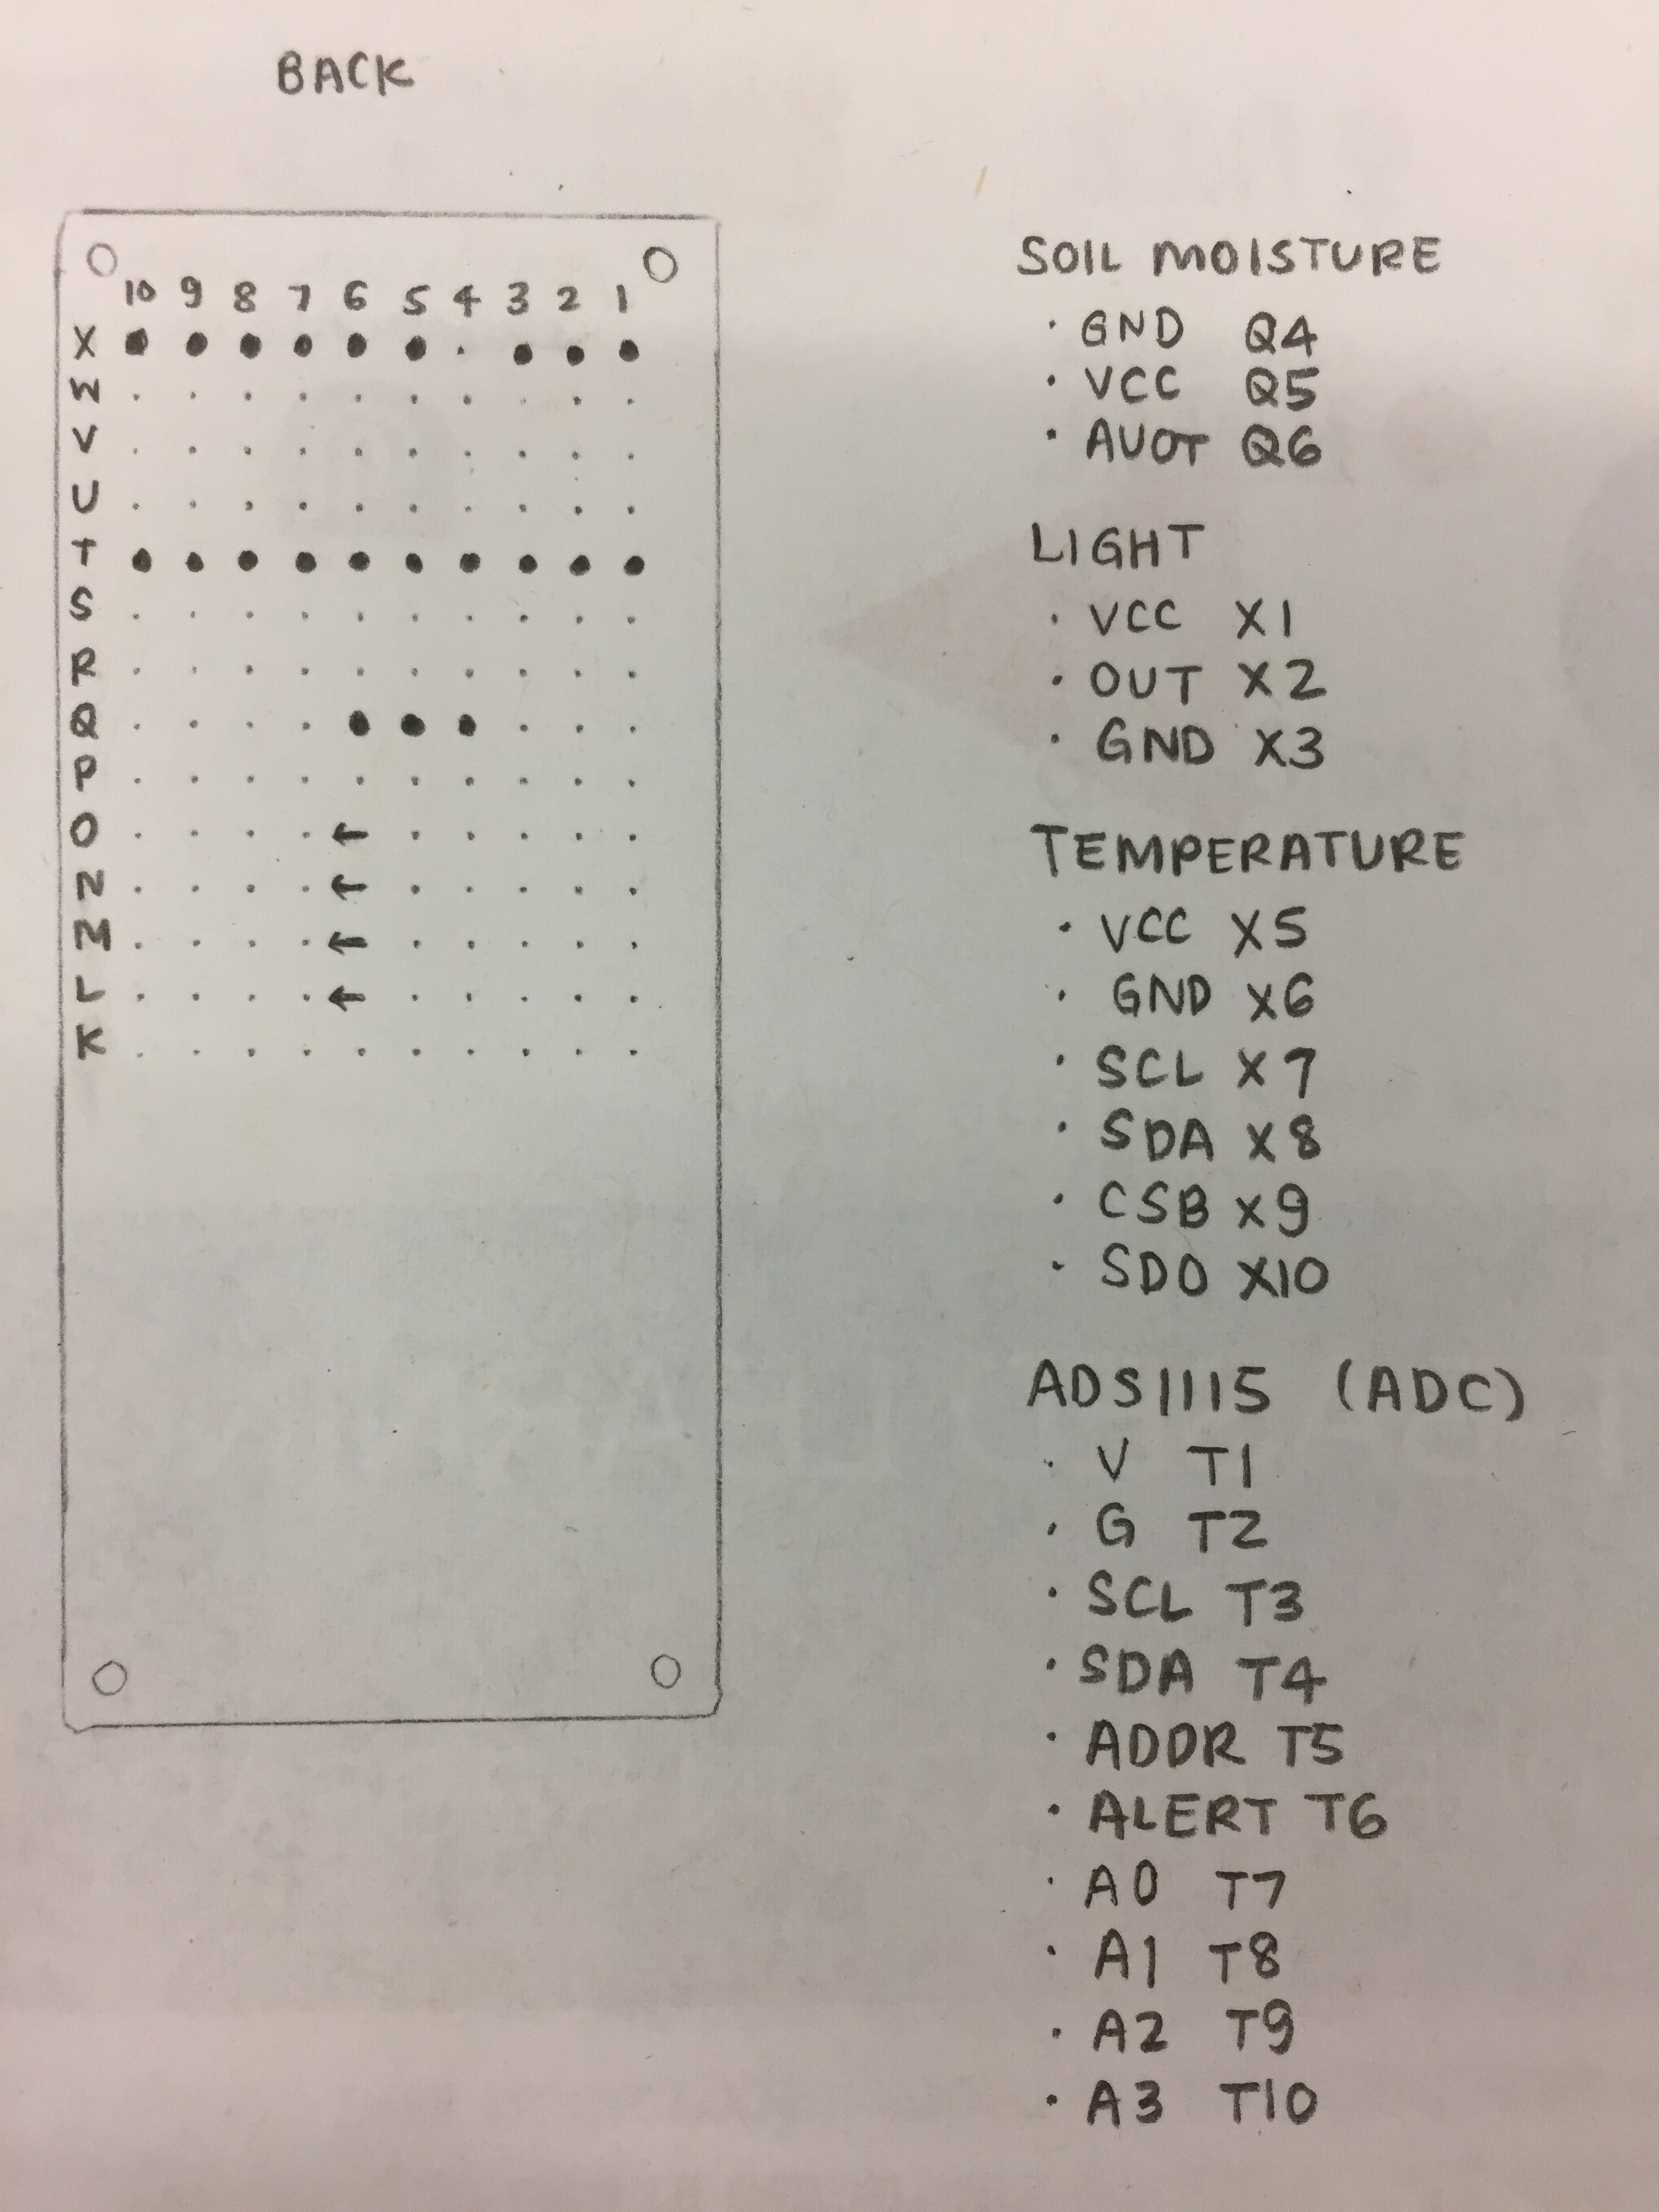 BACK
10 9 8 7 6 5 4 3 2 1
X
W
V
U
T
S
R
Q
P
O
N
M
L
K
SOIL MOISTURE
· GND Q4
· VCC Q5
· AUOT Q6
LIGHT
· VCC X1
· OUT X2
· GND X3
TEMPERATURE
· VCC X5
· GND X6
· SCL X7
· SDA X8
· CSB X9
· SDO X10
ADS1115 (ADC)
· V T1
· G T2
· SCL T3
· SDA T4
· ADDR T5
· ALERT T6
· A0 T7
· A1 T8
· A2 T9
· A3 T10